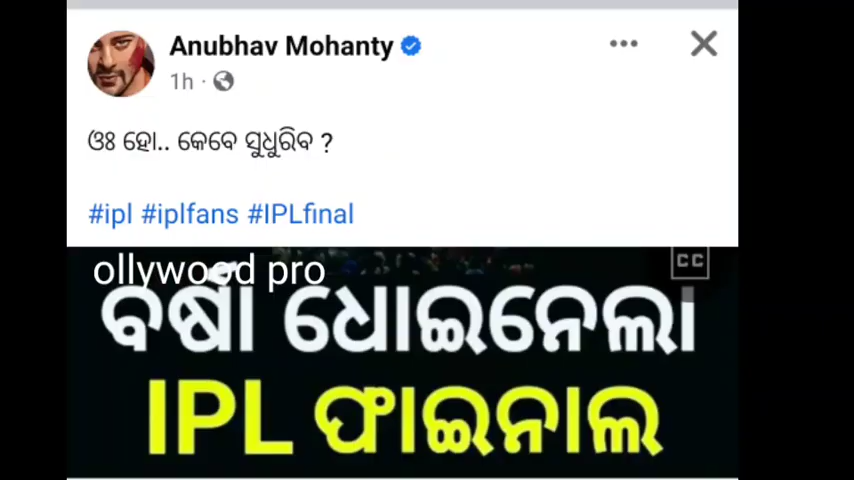 Anubhav Mohanty
1h ·
ଓଃ ହୋ.. କେବେ ସୁଧୁରିବ ?
#ipl #iplfans #IPLfinal
ollywood pro
CC
ବର୍ଷା ଧୋଇନେଲା
IPL ଫାଇନାଲ